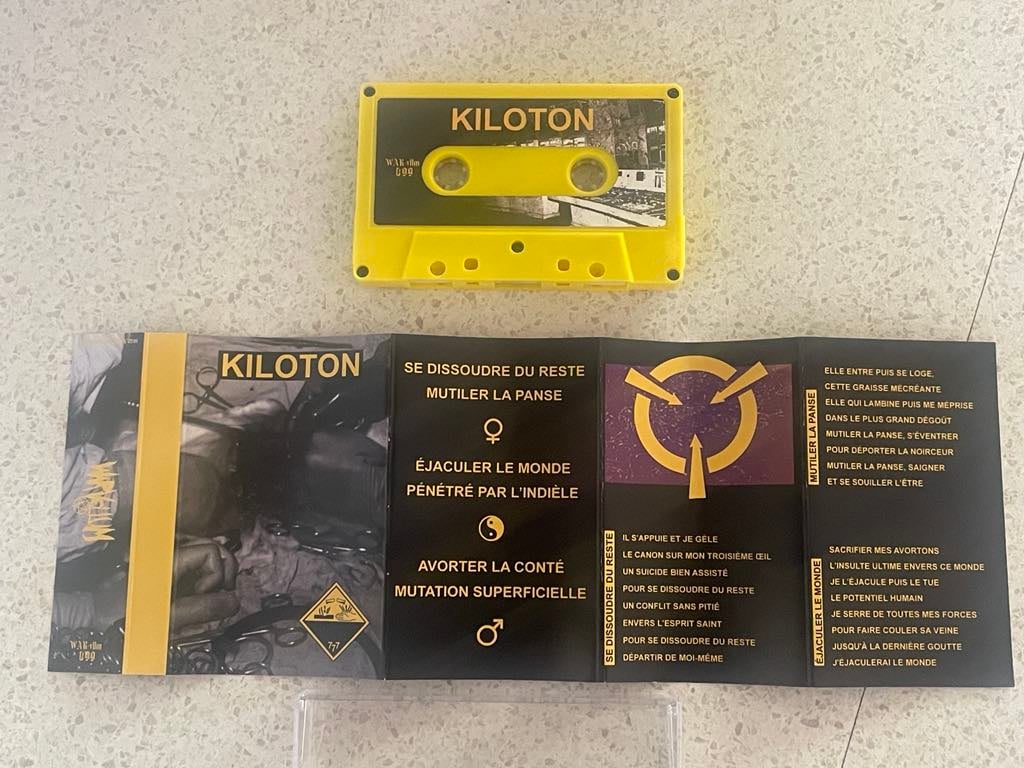 KILOTON
WAR vllm
099
KILOTON
WAR vllm
099
7+7
SE DISSOUDRE DU RESTE
MUTILER LA PANSE
♀
ÉJACULER LE MONDE
PÉNÉTRÉ PAR L'INDIÈLE
☯
AVORTER LA CONTÉ
MUTATION SUPERFICIELLE
♂
SE DISSOUDRE DU RESTE
IL S'APPUIE ET JE GÈLE
LE CANON SUR MON TROISIÈME ŒIL
UN SUICIDE BIEN ASSISTÉ
POUR SE DISSOUDRE DU RESTE
UN CONFLIT SANS PITIÉ
ENVERS L'ESPRIT SAINT
POUR SE DISSOUDRE DU RESTE
DÉPARTIR DE MOI-MÊME
MUTILER LA PANSE
ELLE ENTRE PUIS SE LOGE,
CETTE GRAISSE MÉCRÉANTE
ELLE QUI LAMBINE PUIS ME MÉPRISE
DANS LE PLUS GRAND DÉGOÛT
MUTILER LA PANSE, S'ÉVENTRER
POUR DÉPORTER LA NOIRCEUR
MUTILER LA PANSE, SAIGNER
ET SE SOUILLER L'ÊTRE
ÉJACULER LE MONDE
SACRIFIER MES AVORTONS
L'INSULTE ULTIME ENVERS CE MONDE
JE L'ÉJACULE PUIS LE TUE
LE POTENTIEL HUMAIN
JE SERRE DE TOUTES MES FORCES
POUR FAIRE COULER SA VEINE
JUSQU'À LA DERNIÈRE GOUTTE
J'ÉJACULERAI LE MONDE